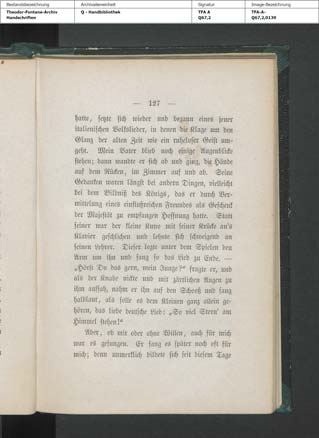 Bestandsbezeichnung Archiveinheit Signatur Image-Bezeichnung
Theodor-Fontane-Archiv Q - Handbibliothek TFA A TFA-A-
Handschriften Q67,2 Q67,2,0139
— 127 —
hatte, setzte sich wieder und begann eines jener
italienischen Volkslieder, in denen die Klage um den
Glanz der alten Zeit wie ein ruheloser Geist um-
geht. Mein Vater blieb noch einige Augenblicke
stehen; dann wandte er sich ab und ging, die Hände
auf dem Rücken, im Zimmer auf und ab. Seine
Gedanken waren längst bei andern Dingen, vielleicht
bei dem Bildniß des Königs, das er durch Ver-
mittelung eines einflußreichen Freundes als Geschenk
der Majestät zu empfangen Hoffnung hatte. Statt
seiner war der kleine Kuno mit seiner Krücke an's
Klavier geschlichen und lehnte sich schweigend an
seinen Lehrer. Dieser legte unter dem Spielen den
Arm um ihn und sang so das Lied zu Ende. —
„Hörst Du das gern, mein Junge?“ fragte er, und
als der Knabe nickte und mit zärtlichen Augen zu
ihm aufsah, nahm er ihn auf den Schooß und sang
halblaut, als solle es dem Kleinen ganz allein ge-
hören, das liebe deutsche Lied: „So viel Stern' am
Himmel stehen!“
Aber, ob mit oder ohne Willen, auch für mich
war es gesungen. Er sang es später noch oft für
mich; denn unmerklich bildete sich seit diesem Tage